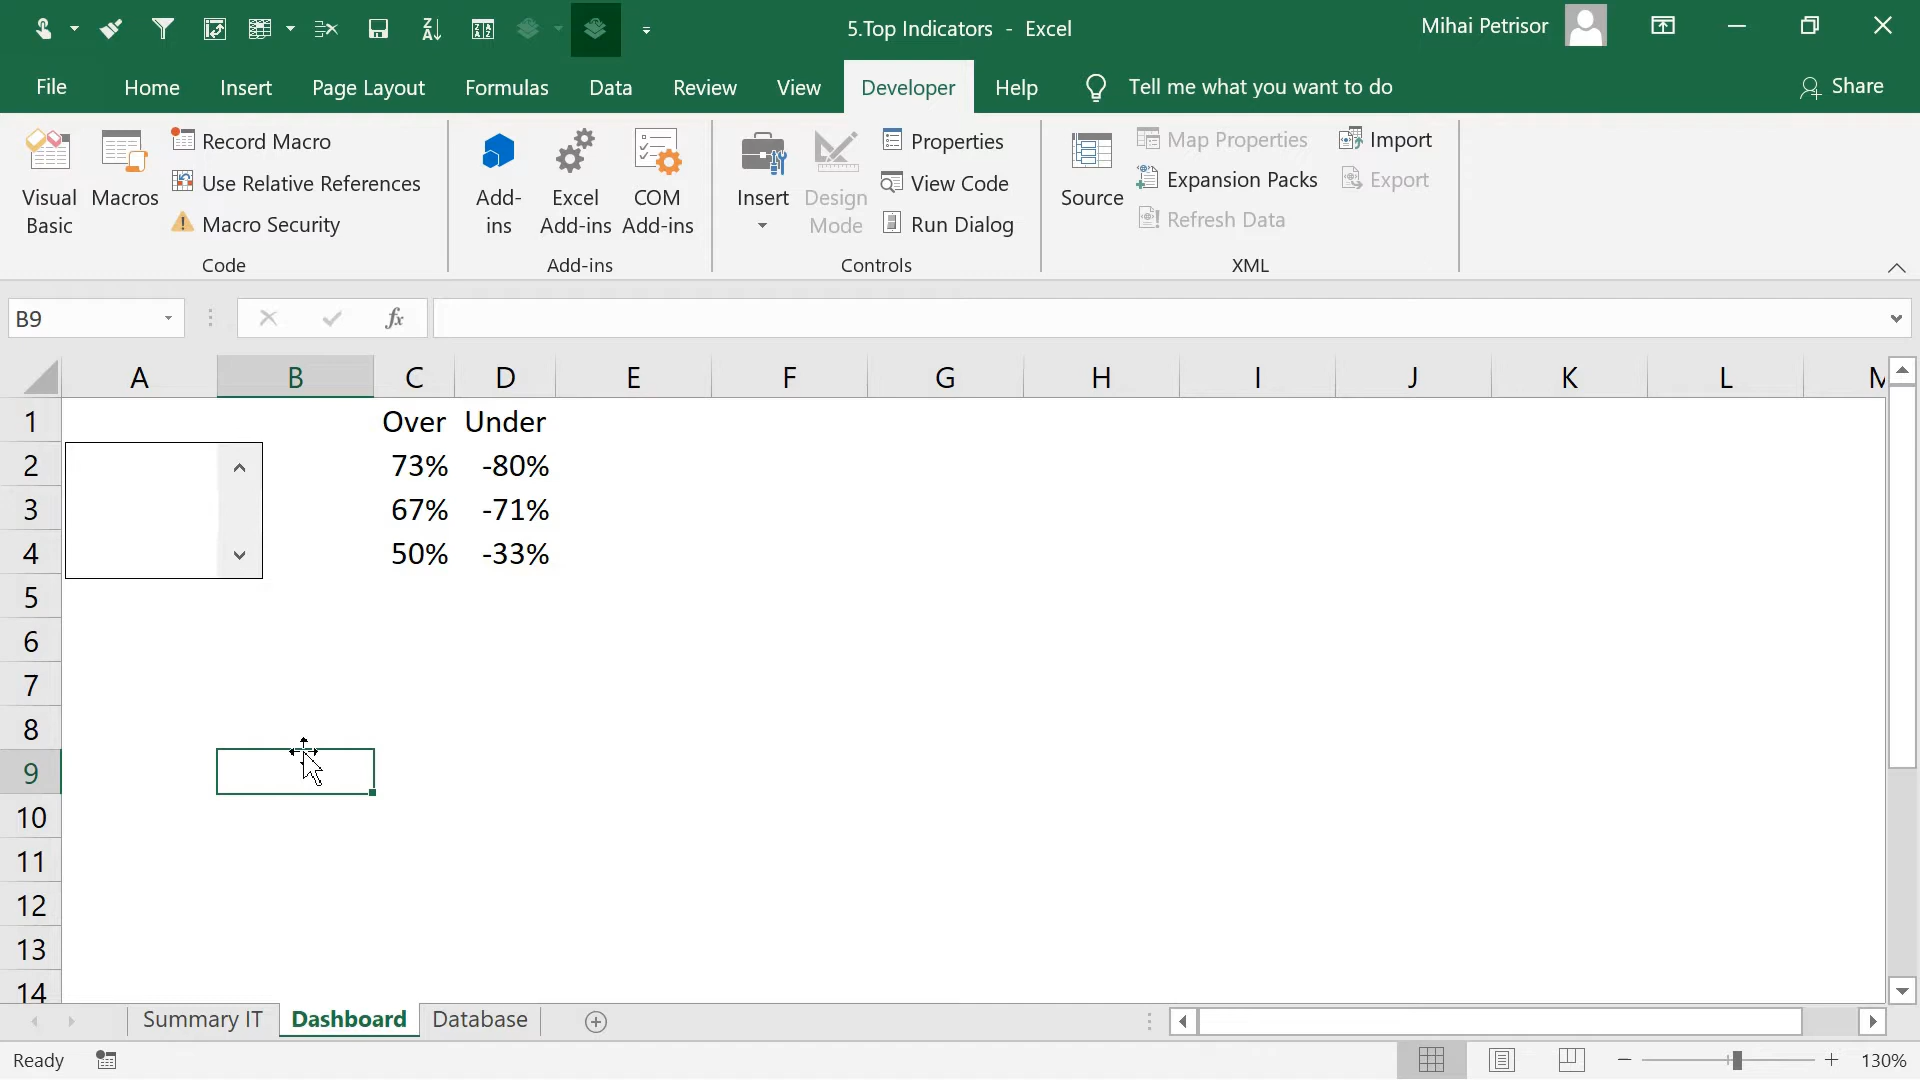 5.Top Indicators - Excel
Mihai Petrisor
File
Home
Insert
Page Layout
Formulas
Data
Review
View
Developer
Help
Tell me what you want to do
Share
Visual
Basic
Macros
Record Macro
Use Relative References
Macro Security
Code
Add-
ins
Excel
Add-ins
COM
Add-ins
Add-ins
Insert
Design
Mode
Properties
View Code
Run Dialog
Controls
Source
Map Properties
Expansion Packs
Refresh Data
Import
Export
XML
B9
fx
A B C D E F G H I J K L M
1 Over Under
2 73% -80%
3 67% -71%
4 50% -33%
5
6
7
8
9
10
11
12
13
14
Summary IT
Dashboard
Database
Ready
130%